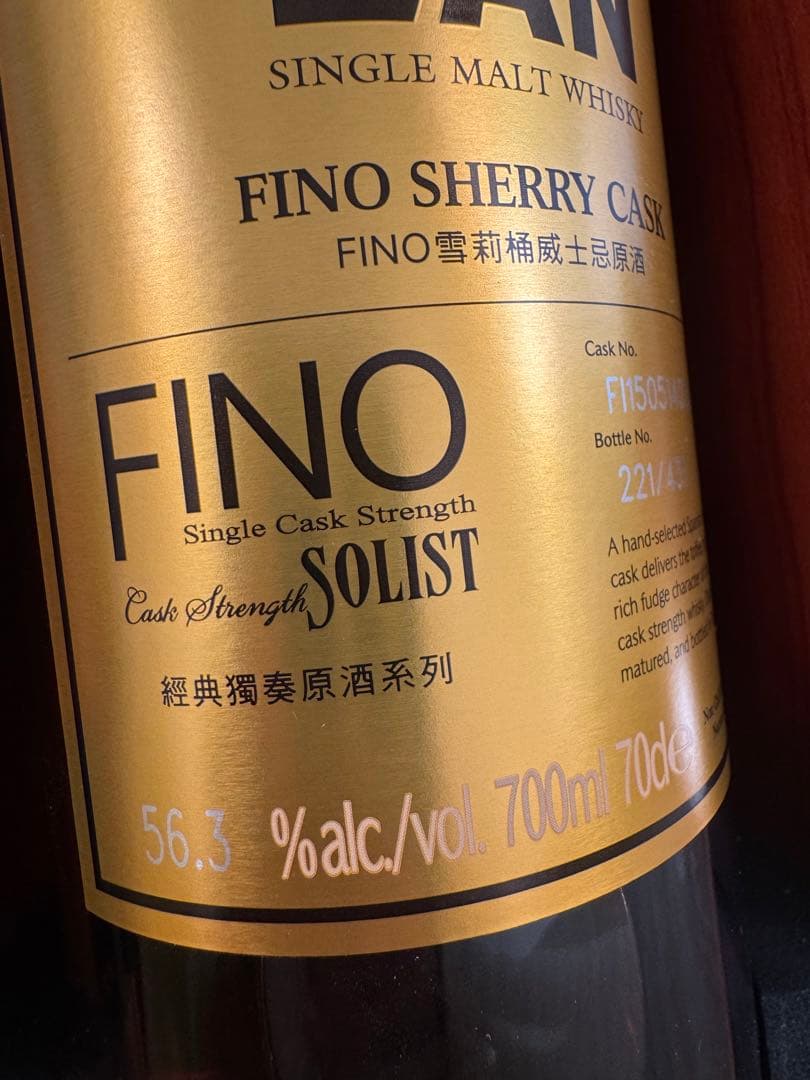 SINGLE MALT WHISKY
FINO SHERRY CASK
FINO雪莉桶威士忌原酒
FINO
Single Cask Strength
Cask Strength SOLIST
經典獨奏原酒系列
Cask No.
Bottle No.
221/43
A hand-selected
cask delivers the
rich fudge character
cask strength
matured, and
56.3 %alc./vol. 700ml 70cl e